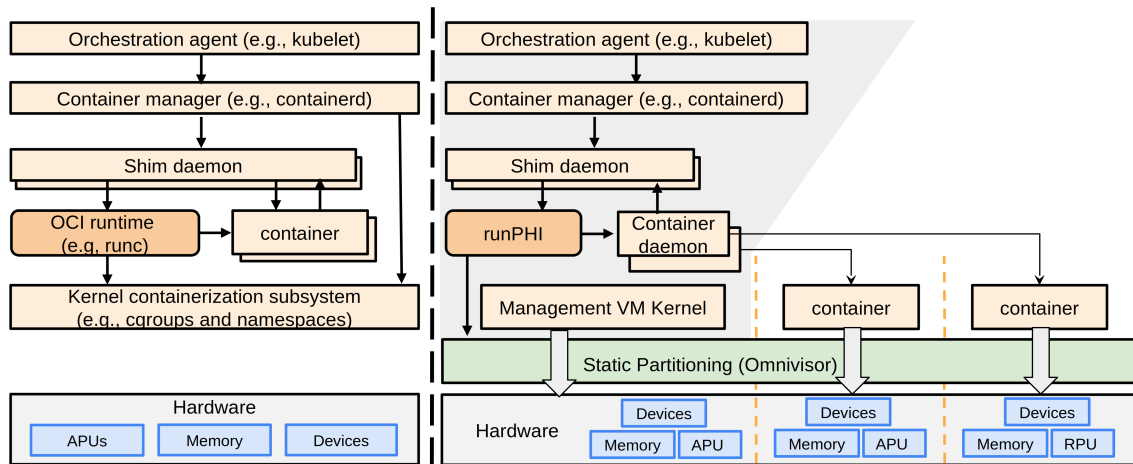 Orchestration agent (e.g., kubelet)
Container manager (e.g., containerd)
Shim daemon
OCI runtime
(e.g, runc)
container
Kernel containerization subsystem
(e.g., cgroups and namespaces)
Hardware
APUs
Memory
Devices
Orchestration agent (e.g., kubelet)
Container manager (e.g., containerd)
Shim daemon
runPHI
Container
daemon
Management VM Kernel
container
container
Static Partitioning (Omnivisor)
Hardware
Devices
Memory
APU
Devices
Memory
APU
Devices
Memory
RPU